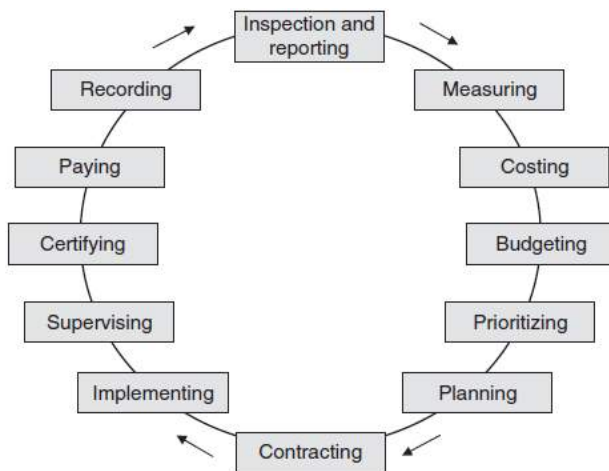 Inspection and
reporting
Measuring
Costing
Budgeting
Prioritizing
Planning
Contracting
Implementing
Supervising
Certifying
Paying
Recording